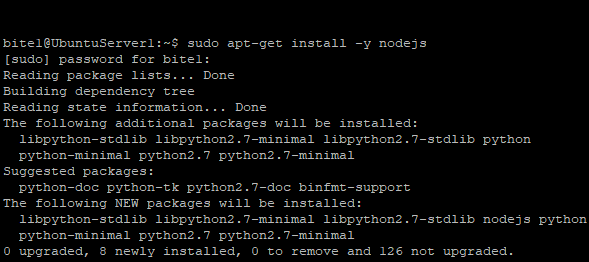 bite1@UbuntuServer1:~$ sudo apt-get install -y nodejs
[sudo] password for bite1:
Reading package lists... Done
Building dependency tree
Reading state information... Done
The following additional packages will be installed:
  libpython-stdlib libpython2.7-minimal libpython2.7-stdlib python
  python-minimal python2.7 python2.7-minimal
Suggested packages:
  python-doc python-tk python2.7-doc binfmt-support
The following NEW packages will be installed:
  libpython-stdlib libpython2.7-minimal libpython2.7-stdlib nodejs python
  python-minimal python2.7 python2.7-minimal
0 upgraded, 8 newly installed, 0 to remove and 126 not upgraded.